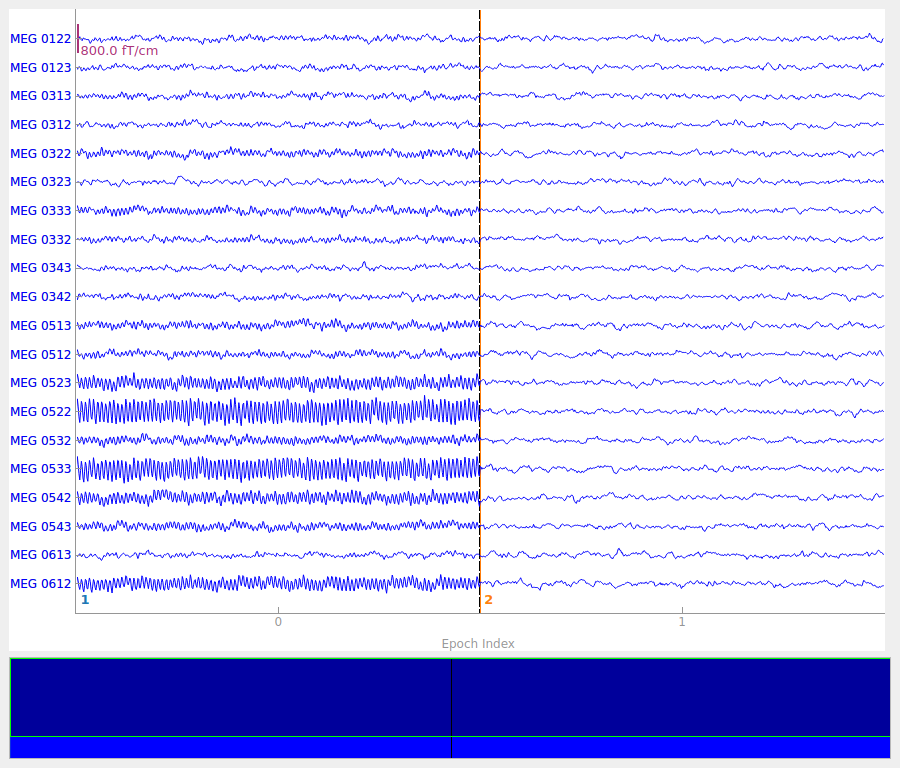 MEG 0122
800.0 fT/cm
MEG 0123
MEG 0313
MEG 0312
MEG 0322
MEG 0323
MEG 0333
MEG 0332
MEG 0343
MEG 0342
MEG 0513
MEG 0512
MEG 0523
MEG 0522
MEG 0532
MEG 0533
MEG 0542
MEG 0543
MEG 0613
MEG 0612
1 2
0 1
Epoch Index